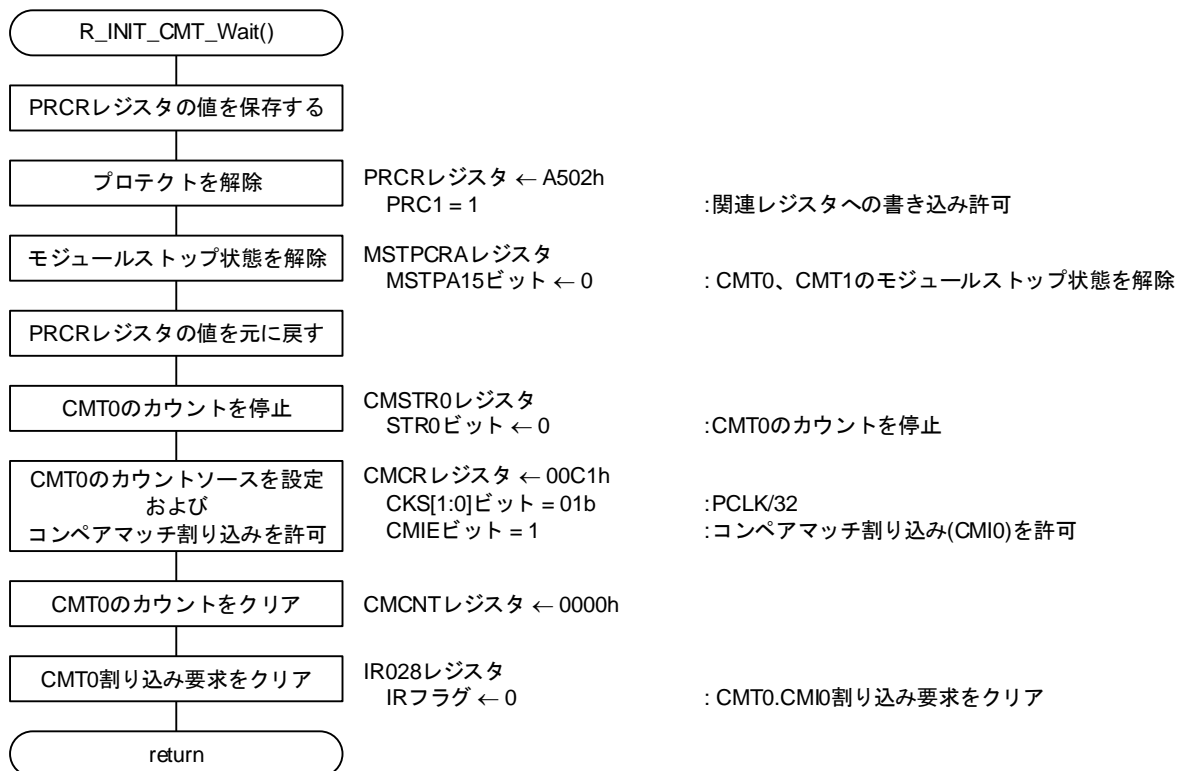 R_INIT_CMT_Wait()
PRCRレジスタの値を保存する
プロテクトを解除
PRCRレジスタ ← A502h
PRC1 = 1 :関連レジスタへの書き込み許可
モジュールストップ状態を解除
MSTPCRAレジスタ
MSTPA15ビット ← 0 : CMT0、CMT1のモジュールストップ状態を解除
PRCRレジスタの値を元に戻す
CMT0のカウントを停止
CMSTR0レジスタ
STR0ビット ← 0 :CMT0のカウントを停止
CMT0のカウントソースを設定
および
コンペアマッチ割り込みを許可
CMCRレジスタ ← 00C1h
CKS[1:0]ビット = 01b :PCLK/32
CMIEビット = 1 :コンペアマッチ割り込み(CMI0)を許可
CMT0のカウントをクリア
CMCNTレジスタ ← 0000h
CMT0割り込み要求をクリア
IR028レジスタ
IRフラグ ← 0 : CMT0.CMI0割り込み要求をクリア
return